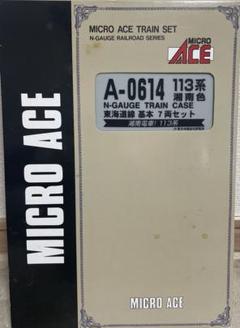 MICRO ACE TRAIN SET
N-GAUGE RAILROAD SERIES
MICRO
ACE
A-0614 113系
湘南色
N-GAUGE TRAIN CASE
東海道線 基本 7両セット
湘南電車! 113系
MICRO ACE
MICRO ACE